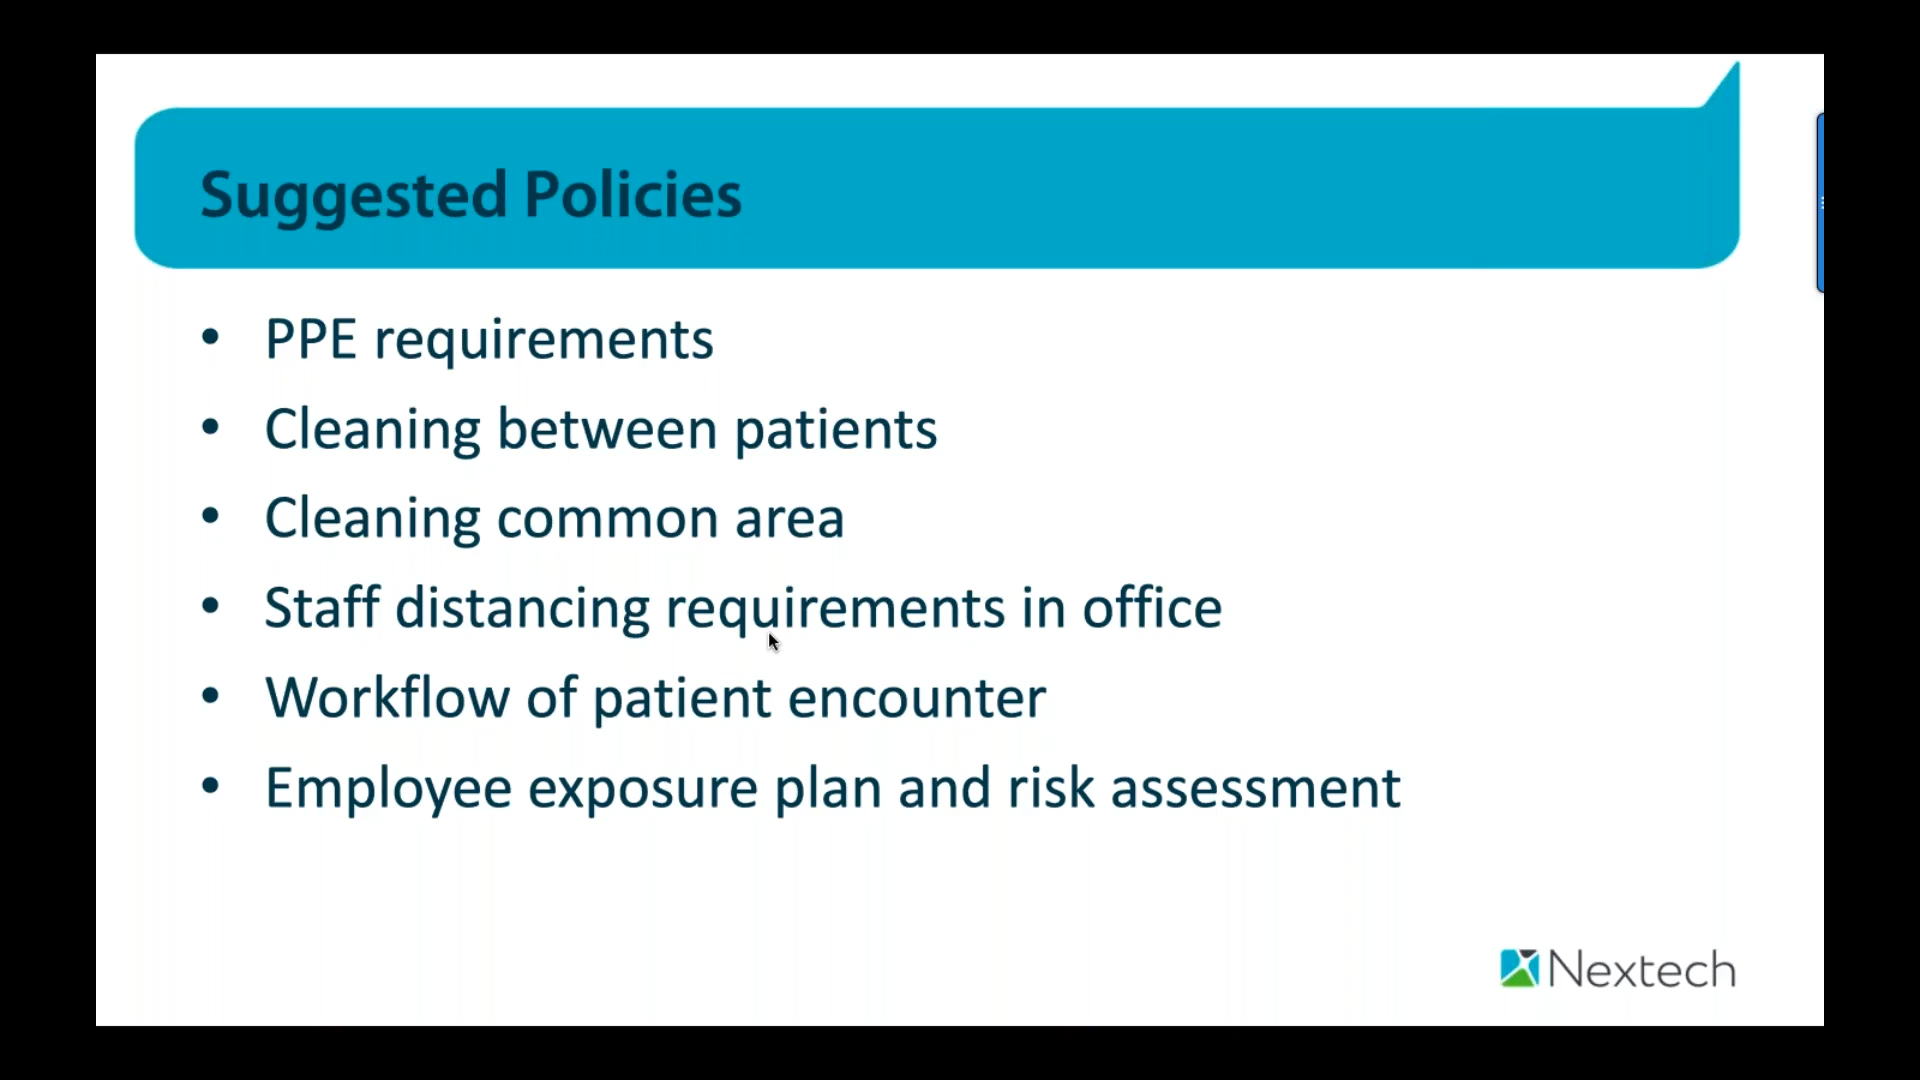 Suggested Policies
• PPE requirements
• Cleaning between patients
• Cleaning common area
• Staff distancing requirements in office
• Workflow of patient encounter
• Employee exposure plan and risk assessment
Nextech